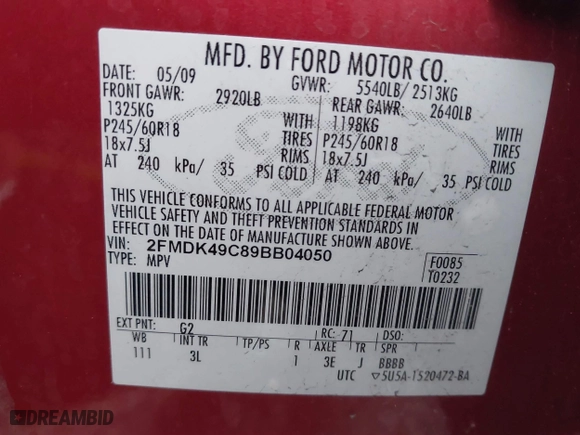 MFD. BY FORD MOTOR CO.
DATE: 05/09 GVWR: 5540LB/ 2513KG
FRONT GAWR: 2920LB REAR GAWR: 2640LB
1325KG WITH 1198KG WITH
P245/60R18 TIRES P245/60R18 TIRES
18x7.5J RIMS 18x7.5J RIMS
AT 240 kPa/ 35 PSI COLD AT 240 kPa/ 35 PSI COLD
THIS VEHICLE CONFORMS TO ALL APPLICABLE FEDERAL MOTOR
VEHICLE SAFETY AND THEFT PREVENTION STANDARDS IN
EFFECT ON THE DATE OF MANUFACTURE SHOWN ABOVE.
VIN: 2FMDK49C89BB04050
TYPE: MPV
F0085
T0232
EXT PNT: G2 RC: 71 DSO:
WB INT TR TP/PS R AXLE TR SPR
111 3L 1 3E J BBBB
UTC ▽5U5A-1520472-BA
DREAMBID